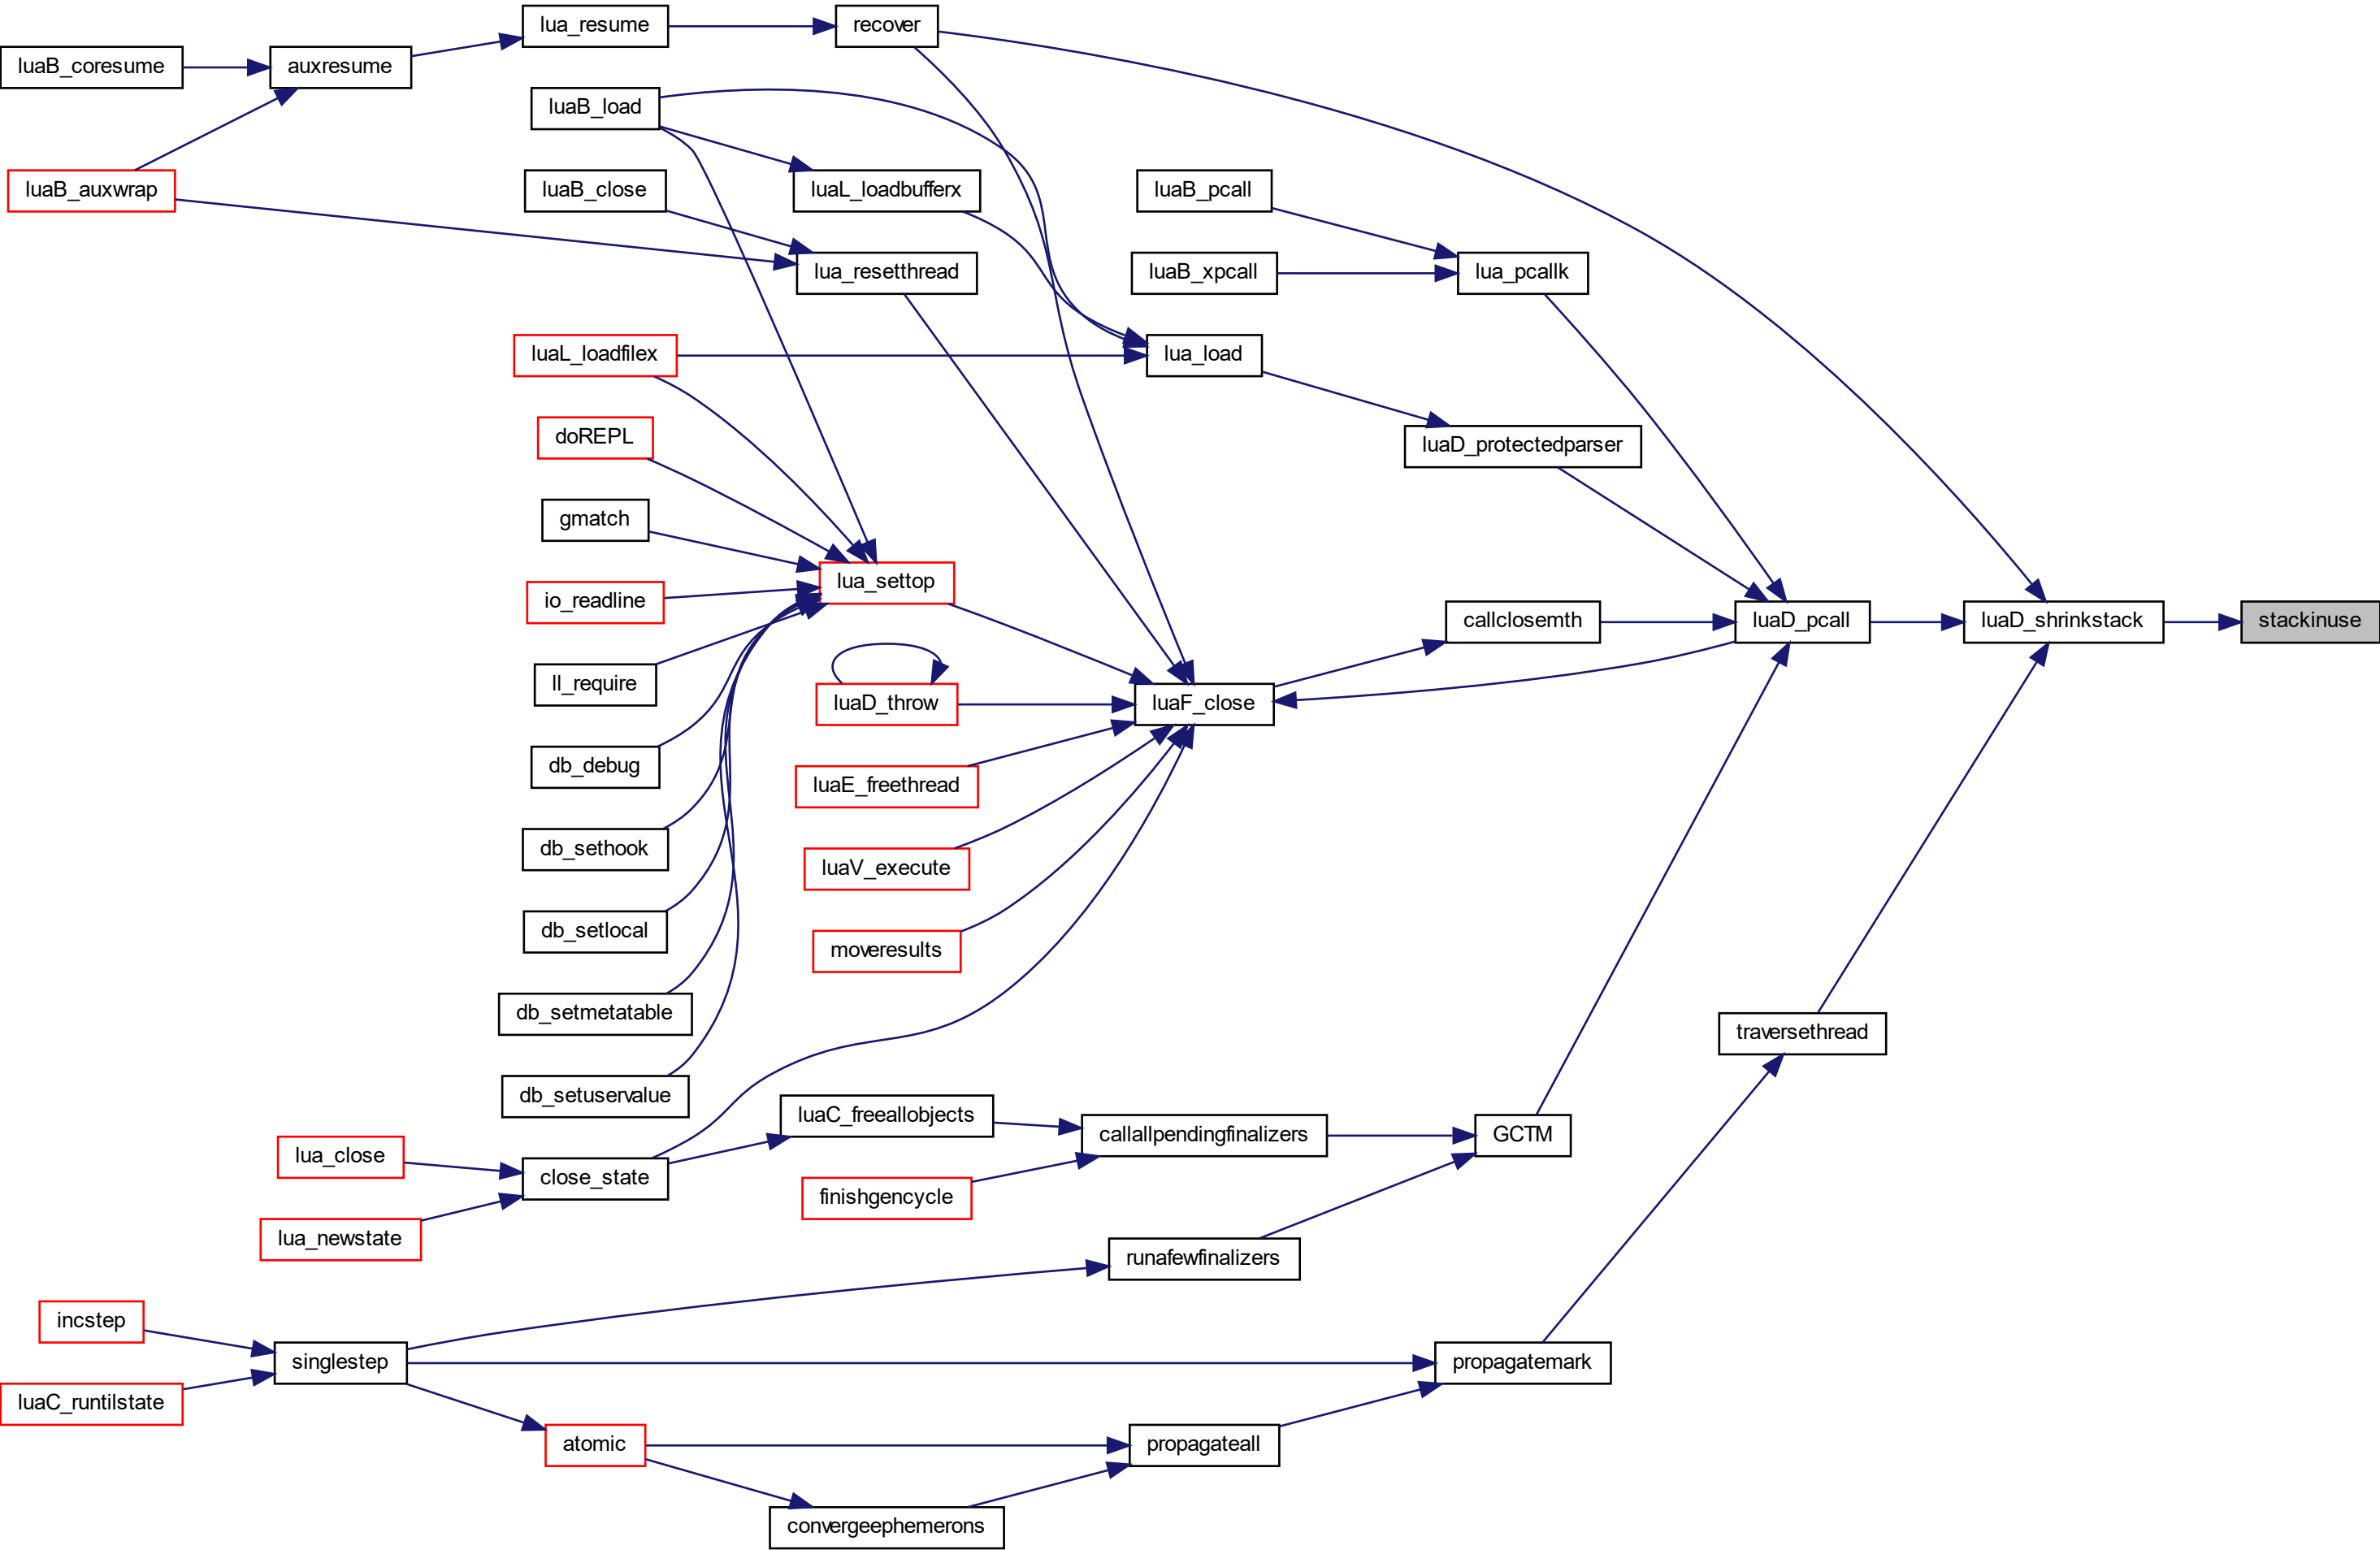 lua_resume
recover
luaB_coresume
auxresume
luaB_load
luaB_auxwrap
luaB_close
luaL_loadbufferx
luaB_pcall
lua_resetthread
luaB_xpcall
lua_pcallk
luaL_loadfilex
lua_load
doREPL
luaD_protectedparser
gmatch
io_readline
lua_settop
callclosemth
luaD_pcall
luaD_shrinkstack
stackinuse
ll_require
luaD_throw
luaF_close
db_debug
luaE_freethread
db_sethook
luaV_execute
db_setlocal
moveresults
db_setmetatable
traversethread
db_setuservalue
luaC_freeallobjects
callallpendingfinalizers
GCTM
lua_close
close_state
finishgencycle
lua_newstate
runafewfinalizers
incstep
singlestep
propagatemark
luaC_runtilstate
atomic
propagateall
convergeephemerons